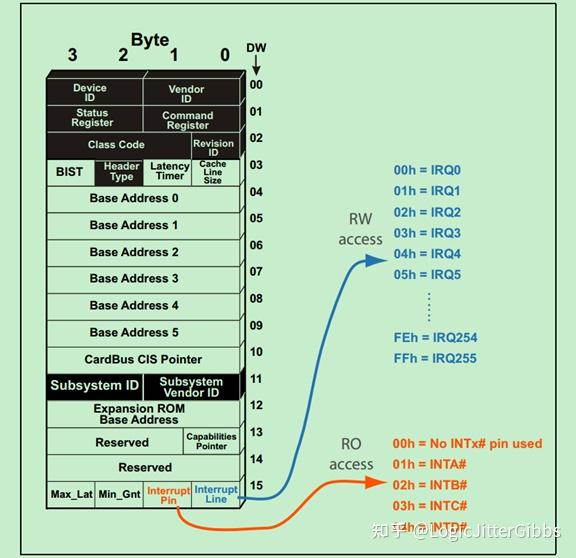 Byte
3 2 1 0 DW
Device ID
Vendor ID
00
Status Register
Command Register
01
Class Code
Revision ID
02
BIST
Header Type
Latency Timer
Cache Line Size
03
Base Address 0
04
Base Address 1
05
Base Address 2
06
Base Address 3
07
Base Address 4
08
Base Address 5
09
CardBus CIS Pointer
10
Subsystem ID
Subsystem Vendor ID
11
Expansion ROM
Base Address
12
Reserved
Capabilities Pointer
13
Reserved
14
Max_Lat
Min_Gnt
Interrupt Pin
Interrupt Line
15
RW access
00h = IRQ0
01h = IRQ1
02h = IRQ2
03h = IRQ3
04h = IRQ4
05h = IRQ5
FEh = IRQ254
FFh = IRQ255
RO access
00h = No INTx# pin used
01h = INTA#
02h = INTB#
03h = INTC#
04h = INTD#
知乎 @LogicJitterGibbs